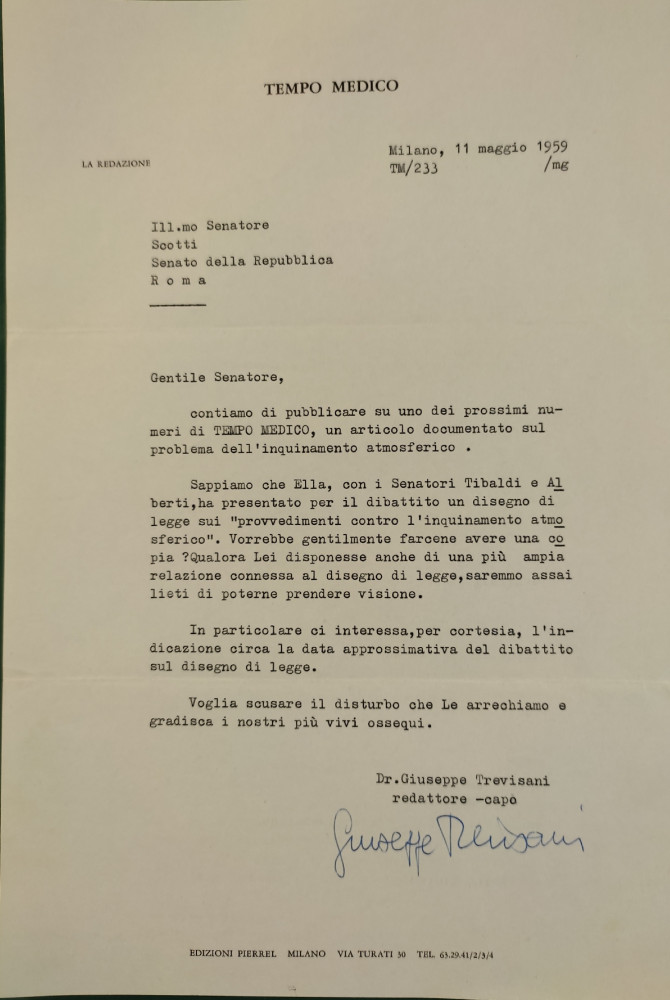 TEMPO MEDICO
LA REDAZIONE
Milano, 11 maggio 1959
TM/233 /mg
Ill.mo Senatore
Scotti
Senato della Repubblica
R o m a
Gentile Senatore,
contiamo di pubblicare su uno dei prossimi nu-
meri di TEMPO MEDICO, un articolo documentato sul
problema dell'inquinamento atmosferico .
Sappiamo che Ella, con i Senatori Tibaldi e Al
berti,ha presentato per il dibattito un disegno di
legge sui "provvedimenti contro l'inquinamento atmo
sferico". Vorrebbe gentilmente farcene avere una co
pia ?Qualora Lei disponesse anche di una più ampia
relazione connessa al disegno di legge,saremmo assai
lieti di poterne prendere visione.
In particolare ci interessa,per cortesia, l'in-
dicazione circa la data approssimativa del dibattito
sul disegno di legge.
Voglia scusare il disturbo che Le arrechiamo e
gradisca i nostri più vivi ossequi.
Dr.Giuseppe Trevisani
redattore -capo
Giuseppe Trevisani
EDIZIONI PIERREL MILANO VIA TURATI 30 TEL. 65.29.41/2/3/4